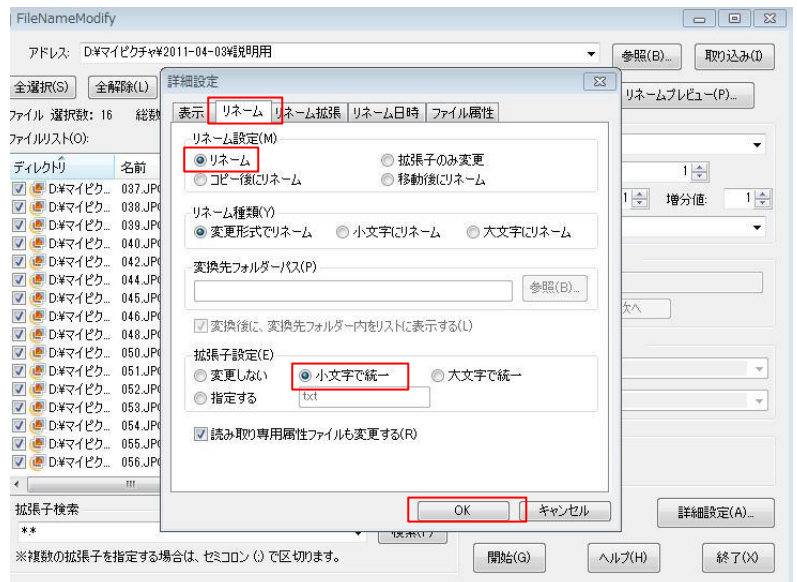 FileNameModify
アドレス: D:¥マイピクチャ¥2011-04-03¥説明用
参照(B)... 取り込み(I)
全選択(S) 全解除(L) リネームプレビュー(P)...
ファイル 選択数: 16 総数
ファイルリスト(O):
ディレクトリ 名前
D:¥マイピク... 037.JP
D:¥マイピク... 038.JP
D:¥マイピク... 039.JP
D:¥マイピク... 040.JP
D:¥マイピク... 042.JP
D:¥マイピク... 044.JP
D:¥マイピク... 045.JP
D:¥マイピク... 046.JP
D:¥マイピク... 048.JP
D:¥マイピク... 050.JP
D:¥マイピク... 051.JP
D:¥マイピク... 052.JP
D:¥マイピク... 053.JP
D:¥マイピク... 054.JP
D:¥マイピク... 055.JP
D:¥マイピク... 056.JP
詳細設定
表示 リネーム リネーム拡張 リネーム日時 ファイル属性
リネーム設定(M)
リネーム 拡張子のみ変更
コピー後にリネーム 移動後にリネーム
リネーム種類(Y)
変更形式でリネーム 小文字にリネーム 大文字にリネーム
変換先フォルダーパス(P)
参照(B)...
変換後に、変換先フォルダー内をリストに表示する(L)
拡張子設定(E)
変更しない 小文字で統一 大文字で統一
指定する txt
読み取り専用属性ファイルも変更する(R)
OK キャンセル
1
1 増分値: 1
次へ
拡張子検索
*.*
詳細設定(A)...
※複数の拡張子を指定する場合は、セミコロン (;) で区切ります。
開始(G) ヘルプ(H) 終了(X)